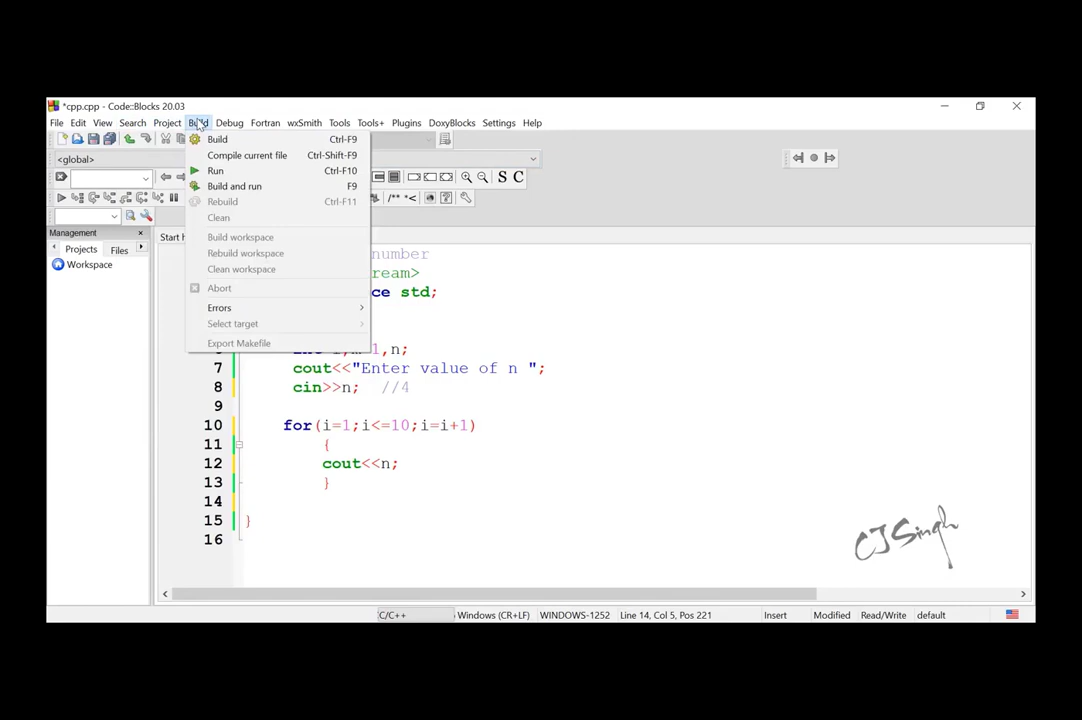 *cpp.cpp - Code::Blocks 20.03
File Edit View Search Project Build Debug Fortran wxSmith Tools Tools+ Plugins DoxyBlocks Settings Help
Build Ctrl-F9
Compile current file Ctrl-Shift-F9
Run Ctrl-F10
Build and run F9
Rebuild Ctrl-F11
Clean
Build workspace
Rebuild workspace
Clean workspace
Abort
Errors
Select target
Export Makefile
<global>
S C
/** *<
Management
Projects Files
Workspace
Start h
number
ream>
ce std;
1,n;
7 cout<<"Enter value of n ";
8 cin>>n; //4
9
10 for(i=1;i<=10;i=i+1)
11 {
12 cout<<n;
13 }
14
15 }
16
CJSingh
C/C++ Windows (CR+LF) WINDOWS-1252 Line 14, Col 5, Pos 221 Insert Modified Read/Write default